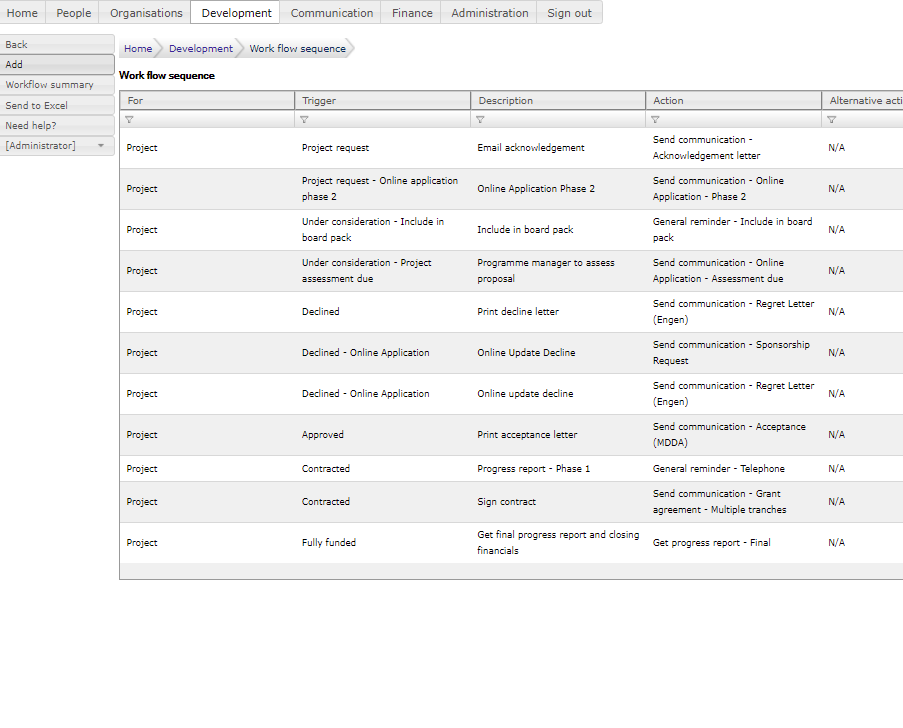 Home People Organisations Development Communication Finance Administration Sign out
Back
Add
Workflow summary
Send to Excel
Need help?
[Administrator]
Home Development Work flow sequence
Work flow sequence
For Trigger Description Action Alternative acti
Project Project request Email acknowledgement Send communication - Acknowledgement letter N/A
Project Project request - Online application phase 2 Online Application Phase 2 Send communication - Online Application - Phase 2 N/A
Project Under consideration - Include in board pack Include in board pack General reminder - Include in board pack N/A
Project Under consideration - Project assessment due Programme manager to assess proposal Send communication - Online Application - Assessment due N/A
Project Declined Print decline letter Send communication - Regret Letter (Engen) N/A
Project Declined - Online Application Online Update Decline Send communication - Sponsorship Request N/A
Project Declined - Online Application Online update decline Send communication - Regret Letter (Engen) N/A
Project Approved Print acceptance letter Send communication - Acceptance (MDDA) N/A
Project Contracted Progress report - Phase 1 General reminder - Telephone N/A
Project Contracted Sign contract Send communication - Grant agreement - Multiple tranches N/A
Project Fully funded Get final progress report and closing financials Get progress report - Final N/A